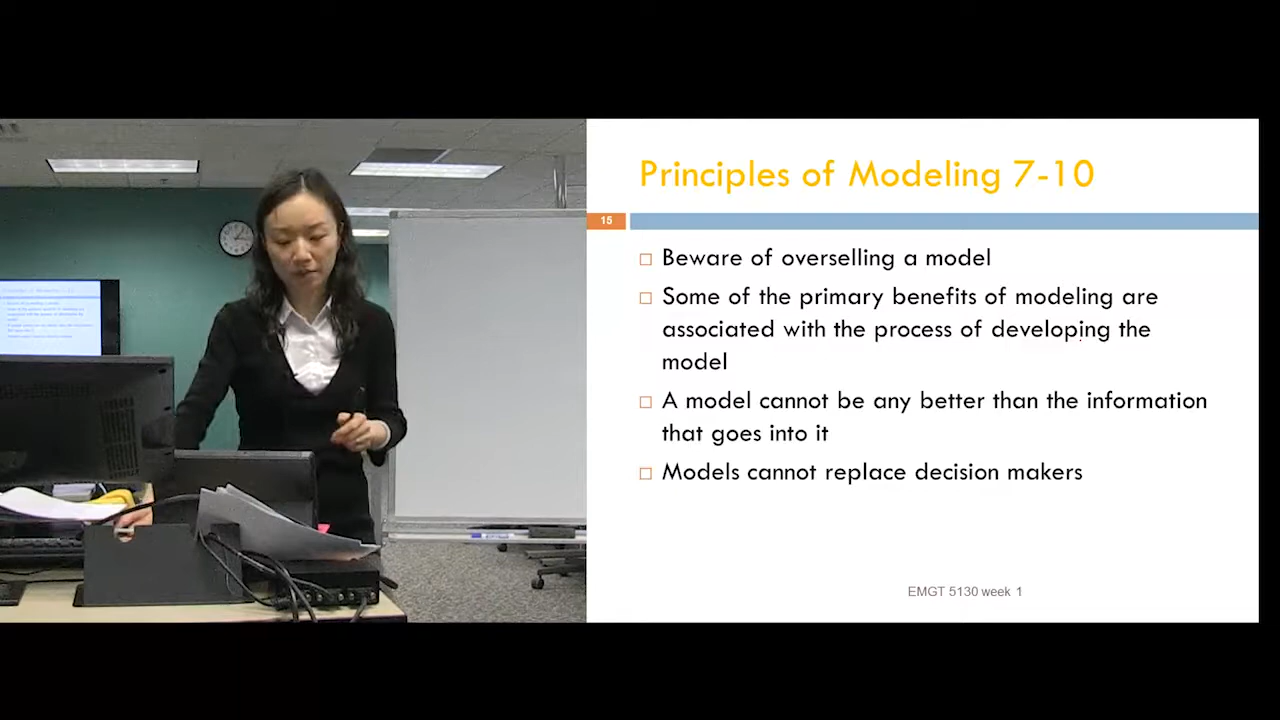 Principles of Modeling 7-10
15
Beware of overselling a model
Some of the primary benefits of modeling are
associated with the process of developing the
model
A model cannot be any better than the information
that goes into it
Models cannot replace decision makers
EMGT 5130 week 1